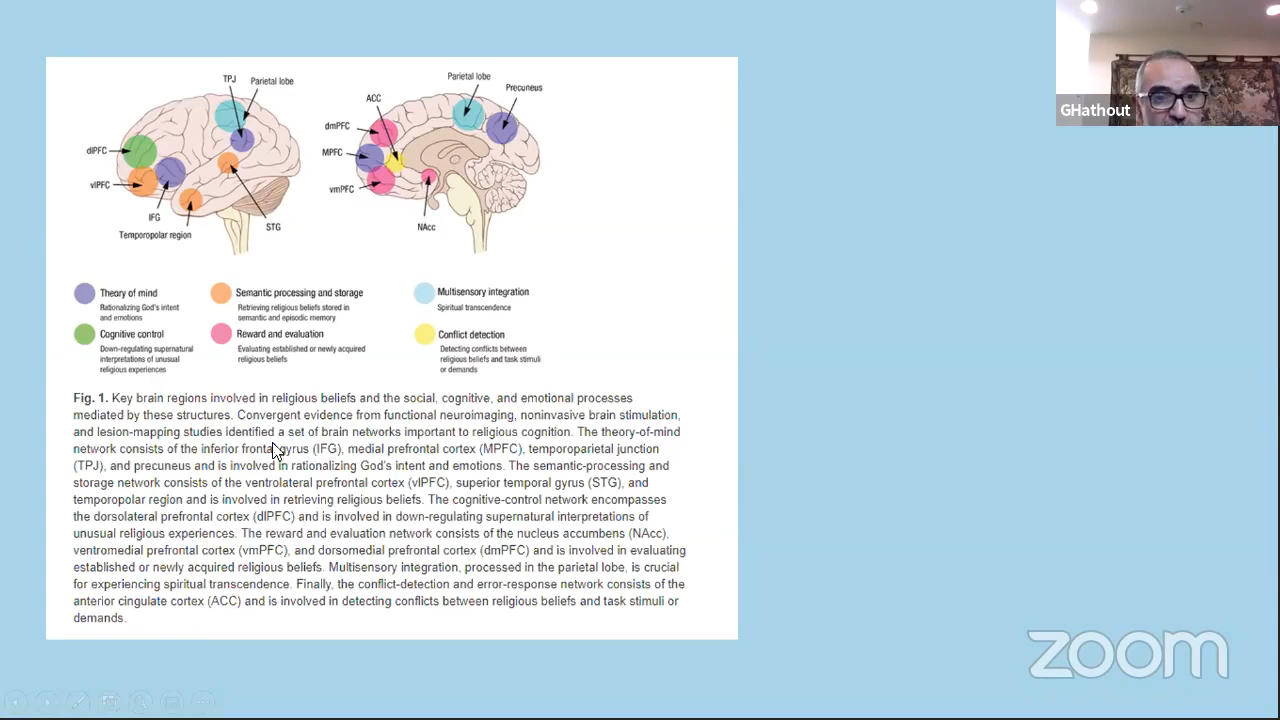 GHathout
TPJ
Parietal lobe
dlPFC
vlPFC
IFG
Temporopolar region
STG
Parietal lobe
Precuneus
ACC
dmPFC
MPFC
vmPFC
NAcc
Theory of mind
Rationalizing God's intent
and emotions
Semantic processing and storage
Retrieving religious beliefs stored in
semantic and episodic memory
Multisensory integration
Spiritual transcendence
Cognitive control
Down-regulating supernatural
interpretations of unusual
religious experiences
Reward and evaluation
Evaluating established or newly acquired
religious beliefs
Conflict detection
Detecting conflicts between
religious beliefs and task stimuli
or demands
Fig. 1. Key brain regions involved in religious beliefs and the social, cognitive, and emotional processes
mediated by these structures. Convergent evidence from functional neuroimaging, noninvasive brain stimulation,
and lesion-mapping studies identified a set of brain networks important to religious cognition. The theory-of-mind
network consists of the inferior frontal gyrus (IFG), medial prefrontal cortex (MPFC), temporoparietal junction
(TPJ), and precuneus and is involved in rationalizing God's intent and emotions. The semantic-processing and
storage network consists of the ventrolateral prefrontal cortex (vlPFC), superior temporal gyrus (STG), and
temporopolar region and is involved in retrieving religious beliefs. The cognitive-control network encompasses
the dorsolateral prefrontal cortex (dlPFC) and is involved in down-regulating supernatural interpretations of
unusual religious experiences. The reward and evaluation network consists of the nucleus accumbens (NAcc),
ventromedial prefrontal cortex (vmPFC), and dorsomedial prefrontal cortex (dmPFC) and is involved in evaluating
established or newly acquired religious beliefs. Multisensory integration, processed in the parietal lobe, is crucial
for experiencing spiritual transcendence. Finally, the conflict-detection and error-response network consists of the
anterior cingulate cortex (ACC) and is involved in detecting conflicts between religious beliefs and task stimuli or
demands.
zoom